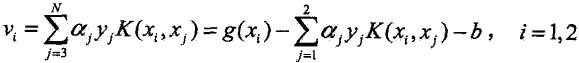 $v_i = \sum_{j=3}^{N} \alpha_j y_j K(x_i, x_j) = g(x_i) - \sum_{j=1}^{2} \alpha_j y_j K(x_i, x_j) - b , \quad i = 1, 2$